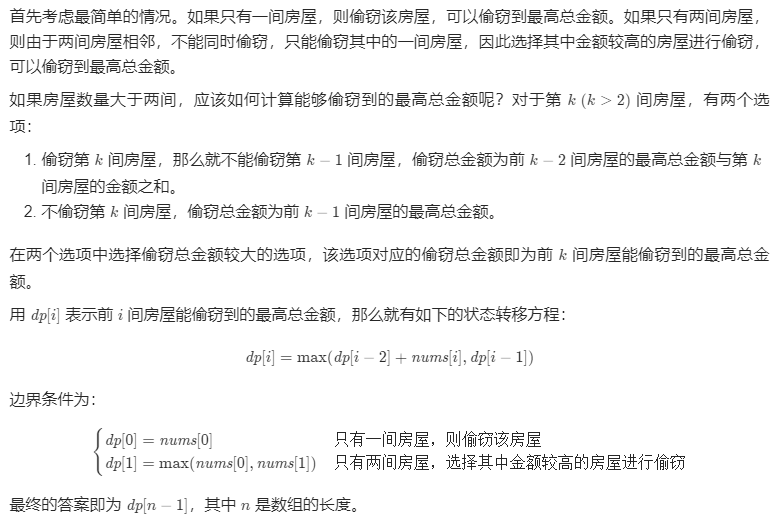 首先考虑最简单的情况。如果只有一间房屋，则偷窃该房屋，可以偷窃到最高总金额。如果只有两间房屋，
则由于两间房屋相邻，不能同时偷窃，只能偷窃其中的一间房屋，因此选择其中金额较高的房屋进行偷窃，
可以偷窃到最高总金额。
如果房屋数量大于两间，应该如何计算能够偷窃到的最高总金额呢？对于第 k (k > 2) 间房屋，有两个选
项：
1. 偷窃第 k 间房屋，那么就不能偷窃第 k − 1 间房屋，偷窃总金额为前 k − 2 间房屋的最高总金额与第 k
间房屋的金额之和。
2. 不偷窃第 k 间房屋，偷窃总金额为前 k − 1 间房屋的最高总金额。
在两个选项中选择偷窃总金额较大的选项，该选项对应的偷窃总金额即为前 k 间房屋能偷窃到的最高总金
额。
用 dp[i] 表示前 i 间房屋能偷窃到的最高总金额，那么就有如下的状态转移方程：
dp[i] = max(dp[i − 2] + nums[i], dp[i − 1])
边界条件为：
dp[0] = nums[0] 只有一间房屋，则偷窃该房屋
dp[1] = max(nums[0], nums[1]) 只有两间房屋，选择其中金额较高的房屋进行偷窃
最终的答案即为 dp[n − 1]，其中 n 是数组的长度。